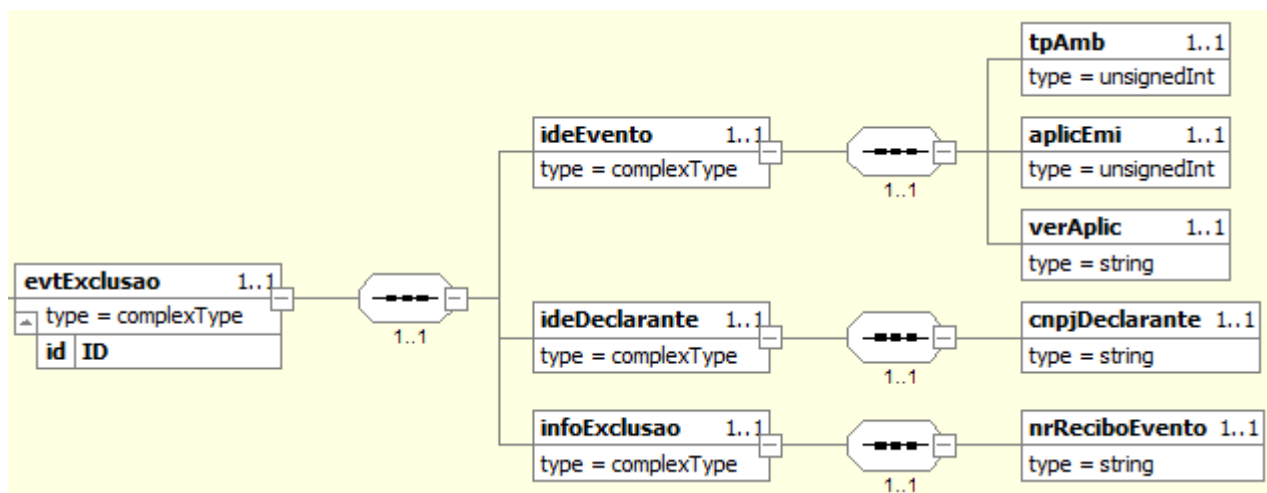 tpAmb 1..1
type = unsignedInt
ideEvento 1..1
type = complexType
1..1
aplicEmi 1..1
type = unsignedInt
verAplic 1..1
type = string
evtExclusao 1..1
type = complexType
id ID
1..1
ideDeclarante 1..1
type = complexType
1..1
cnpjDeclarante 1..1
type = string
infoExclusao 1..1
type = complexType
1..1
nrReciboEvento 1..1
type = string